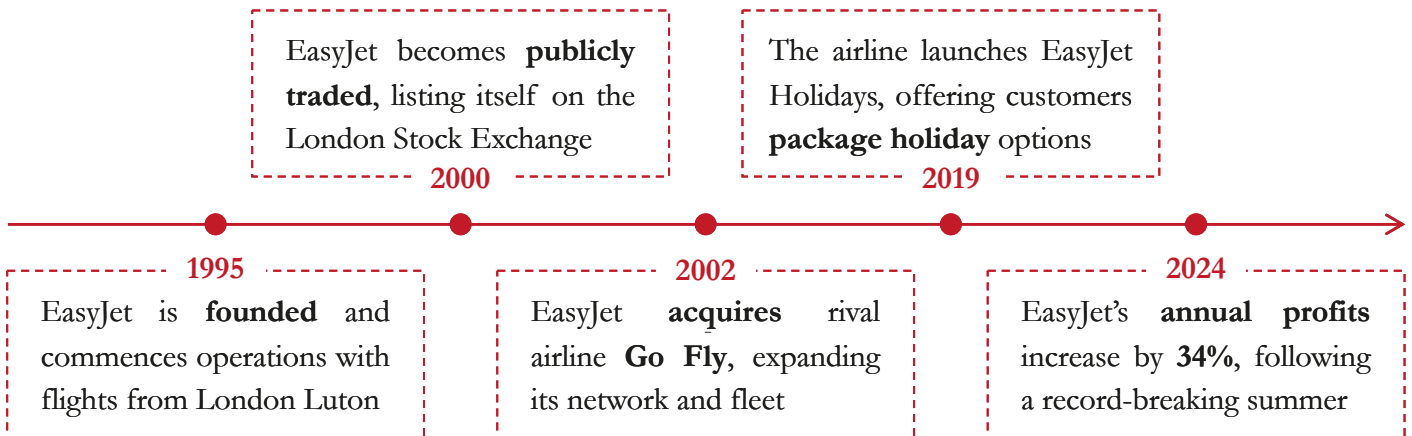 EasyJet becomes publicly
traded, listing itself on the
London Stock Exchange
2000
The airline launches EasyJet
Holidays, offering customers
package holiday options
2019
1995
EasyJet is founded and
commences operations with
flights from London Luton
2002
EasyJet acquires rival
airline Go Fly, expanding
its network and fleet
2024
EasyJet's annual profits
increase by 34%, following
a record-breaking summer